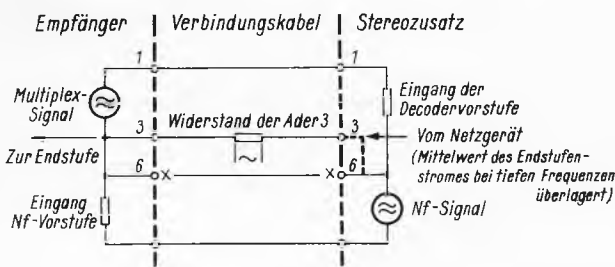 Empfänger
Verbindungskabel
Stereozusatz
1
1
Multiplex-
Signal
Eingang der
Decodervorstufe
3
Widerstand der Ader 3
3
Vom Netzgerät
Zur Endstufe
6
x
x
6
(Mittelwert des Endstufen-
stromes bei tiefen Frequenzen
überlagert)
Eingang
Nf-Vorstufe
Nf-Signal